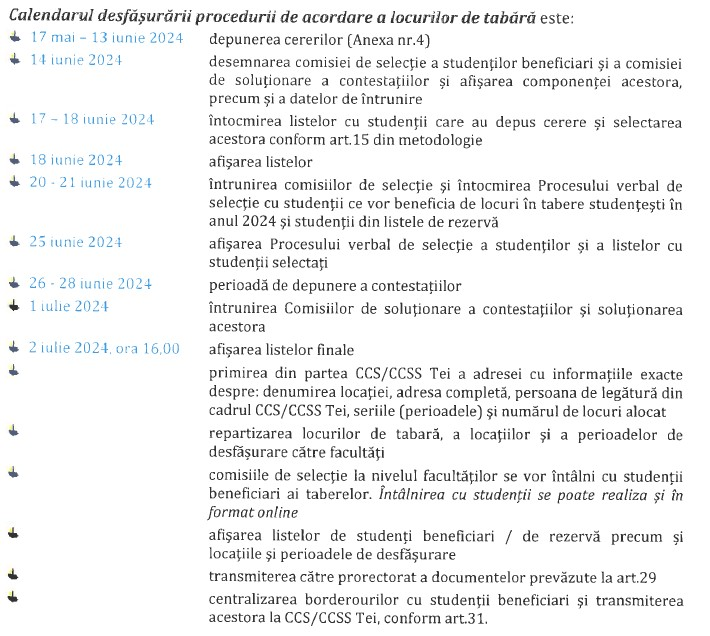 Calendarul desfășurării procedurii de acordare a locurilor de tabără este:
17 mai – 13 iunie 2024 depunerea cererilor (Anexa nr.4)
14 iunie 2024 desemnarea comisiei de selecție a studenților beneficiari și a comisiei
de soluționare a contestațiilor și afișarea componenței acestora,
precum și a datelor de întrunire
17 – 18 iunie 2024 întocmirea listelor cu studenții care au depus cerere și selectarea
acestora conform art.15 din metodologie
18 iunie 2024 afișarea listelor
20 - 21 iunie 2024 întrunirea comisiilor de selecție și întocmirea Procesului verbal de
selecție cu studenții ce vor beneficia de locuri în tabere studențești în
anul 2024 și studenții din listele de rezervă
25 iunie 2024 afișarea Procesului verbal de selecție a studenților și a listelor cu
studenții selectați
26 - 28 iunie 2024 perioadă de depunere a contestațiilor
1 iulie 2024 întrunirea Comisiilor de soluționare a contestațiilor și soluționarea
acestora
2 iulie 2024, ora 16,00 afișarea listelor finale
primirea din partea CCS/CCSS Tei a adresei cu informațiile exacte
despre: denumirea locației, adresa completă, persoana de legătură din
cadrul CCS/CCSS Tei, seriile (perioadele) și numărul de locuri alocat
repartizarea locurilor de tabară, a locațiilor și a perioadelor de
desfășurare către facultăți
comisiile de selecție la nivelul facultăților se vor întâlni cu studenții
beneficiari ai taberelor. Întâlnirea cu studenții se poate realiza și în
format online
afișarea listelor de studenți beneficiari / de rezervă precum și
locațiile și perioadele de desfășurare
transmiterea către prorectorat a documentelor prevăzute la art.29
centralizarea borderourilor cu studenții beneficiari și transmiterea
acestora la CCS/CCSS Tei, conform art.31.